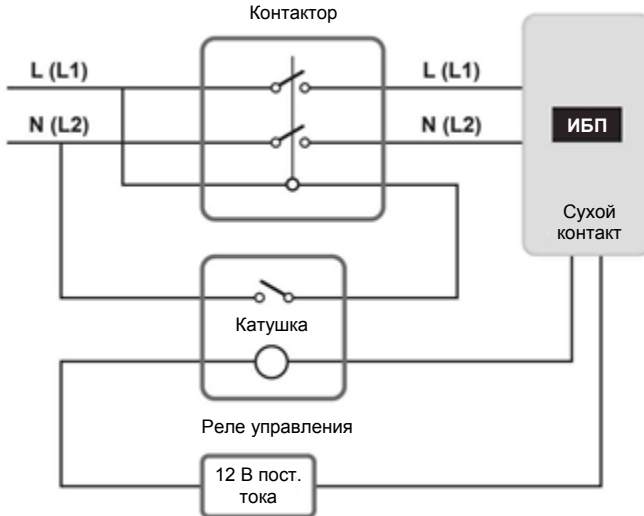 Контактор
L (L1)
L (L1)
N (L2)
N (L2)
ИБП
Сухой
контакт
Катушка
Реле управления
12 В пост.
тока